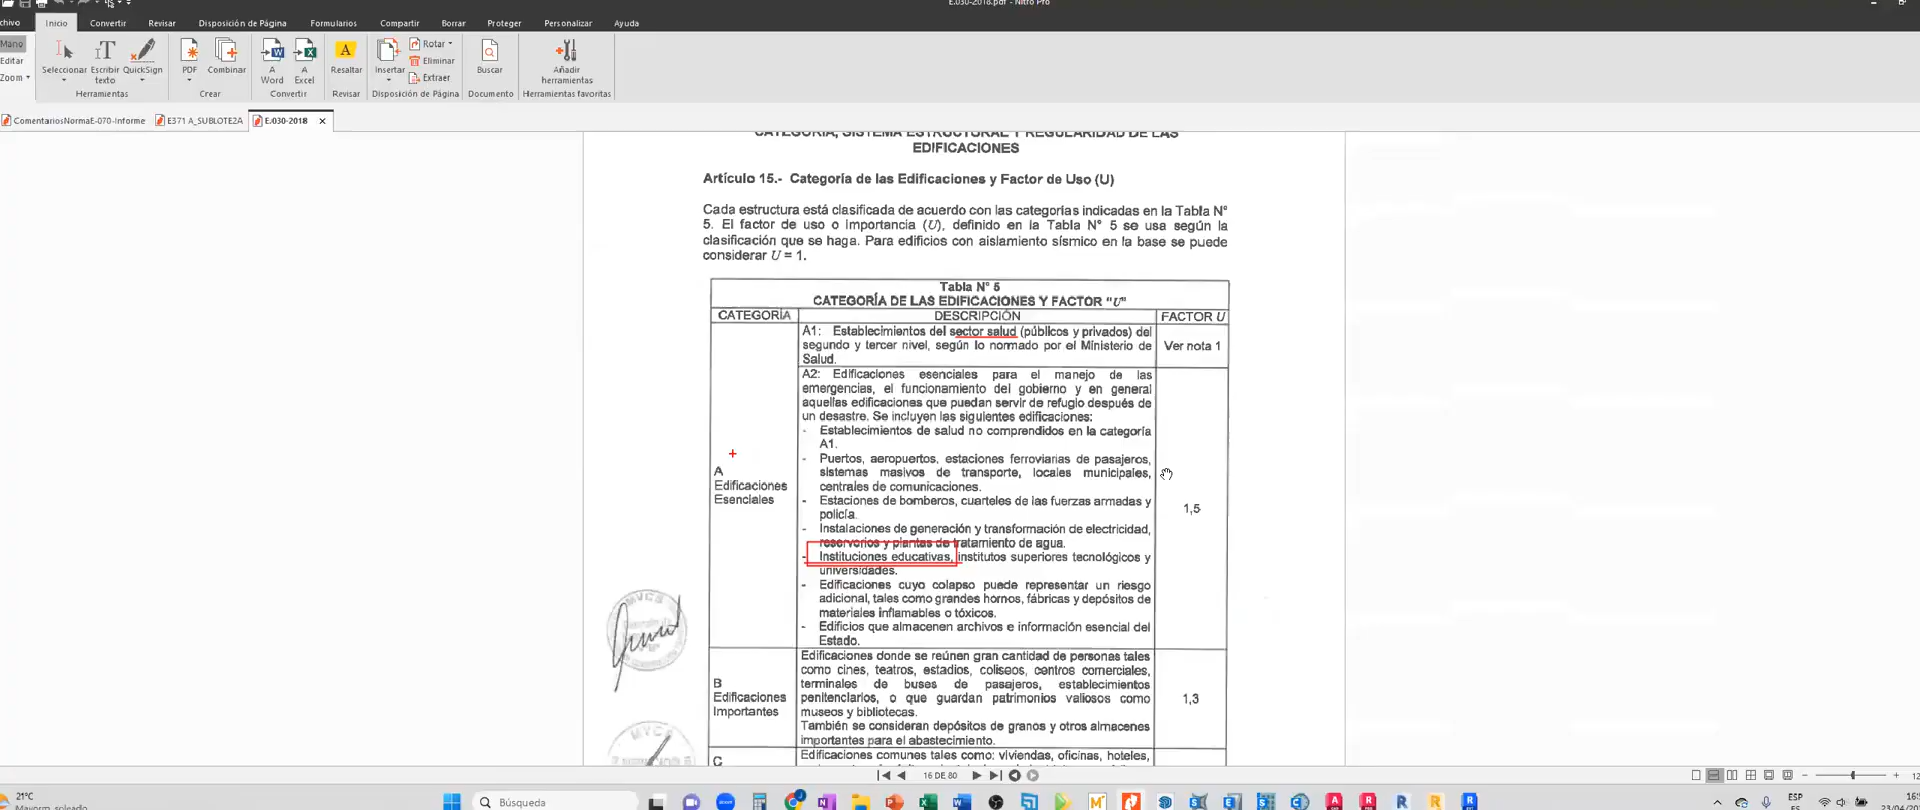 E.030-2018.pdf - Nitro Pro
Inicio Convertir Revisar Disposición de Página Formularios Compartir Borrar Proteger Personalizar Ayuda
Mano
Editar
Zoom
Seleccionar
Escribir texto
QuickSign
Herramientas
PDF
Combinar
Crear
A Word
A Excel
Convertir
Resaltar
Revisar
Insertar
Rotar
Eliminar
Extraer
Disposición de Página
Buscar
Documento
Añadir herramientas
Herramientas favoritas
ComentariosNormaE-070-Informe E371 A_SUBLOTE2A E.030-2018
CATEGORÍA, SISTEMA ESTRUCTURAL Y REGULARIDAD DE LAS
EDIFICACIONES
Artículo 15.- Categoría de las Edificaciones y Factor de Uso (U)
Cada estructura está clasificada de acuerdo con las categorías indicadas en la Tabla N°
5. El factor de uso o importancia (U), definido en la Tabla N° 5 se usa según la
clasificación que se haga. Para edificios con aislamiento sísmico en la base se puede
considerar U = 1.
Tabla N° 5
CATEGORÍA DE LAS EDIFICACIONES Y FACTOR "U"
CATEGORÍA DESCRIPCIÓN FACTOR U
A
Edificaciones
Esenciales
A1: Establecimientos del sector salud (públicos y privados) del
segundo y tercer nivel, según lo normado por el Ministerio de
Salud.
Ver nota 1
A2: Edificaciones esenciales para el manejo de las
emergencias, el funcionamiento del gobierno y en general
aquellas edificaciones que puedan servir de refugio después de
un desastre. Se incluyen las siguientes edificaciones:
- Establecimientos de salud no comprendidos en la categoría
A1.
- Puertos, aeropuertos, estaciones ferroviarias de pasajeros,
sistemas masivos de transporte, locales municipales,
centrales de comunicaciones.
- Estaciones de bomberos, cuarteles de las fuerzas armadas y
policía.
- Instalaciones de generación y transformación de electricidad,
reservorios y plantas de tratamiento de agua.
- Instituciones educativas, institutos superiores tecnológicos y
universidades.
- Edificaciones cuyo colapso puede representar un riesgo
adicional, tales como grandes hornos, fábricas y depósitos de
materiales inflamables o tóxicos.
- Edificios que almacenen archivos e información esencial del
Estado.
1,5
B
Edificaciones
Importantes
Edificaciones donde se reúnen gran cantidad de personas tales
como cines, teatros, estadios, coliseos, centros comerciales,
terminales de buses de pasajeros, establecimientos
penitenciarios, o que guardan patrimonios valiosos como
museos y bibliotecas.
También se consideran depósitos de granos y otros almacenes
importantes para el abastecimiento.
1,3
C
Edificaciones comunes tales como: viviendas, oficinas, hoteles,
MVCS
16 DE 80
21°C
Búsqueda
ESP